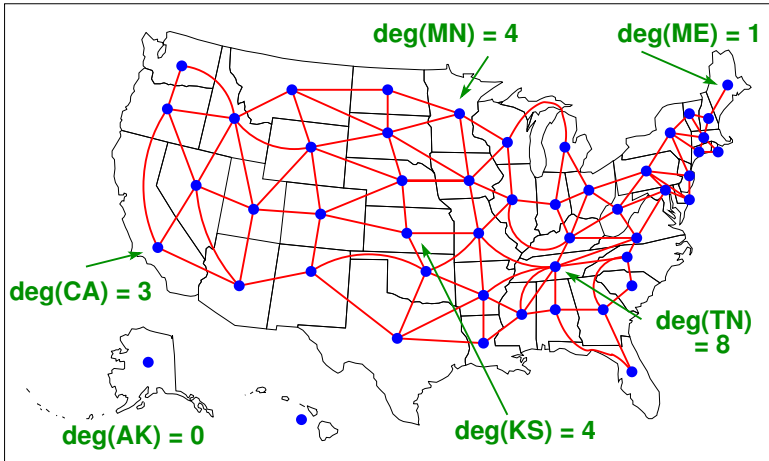 deg(MN) = 4
deg(ME) = 1
deg(CA) = 3
deg(TN)
= 8
deg(AK) = 0
deg(KS) = 4